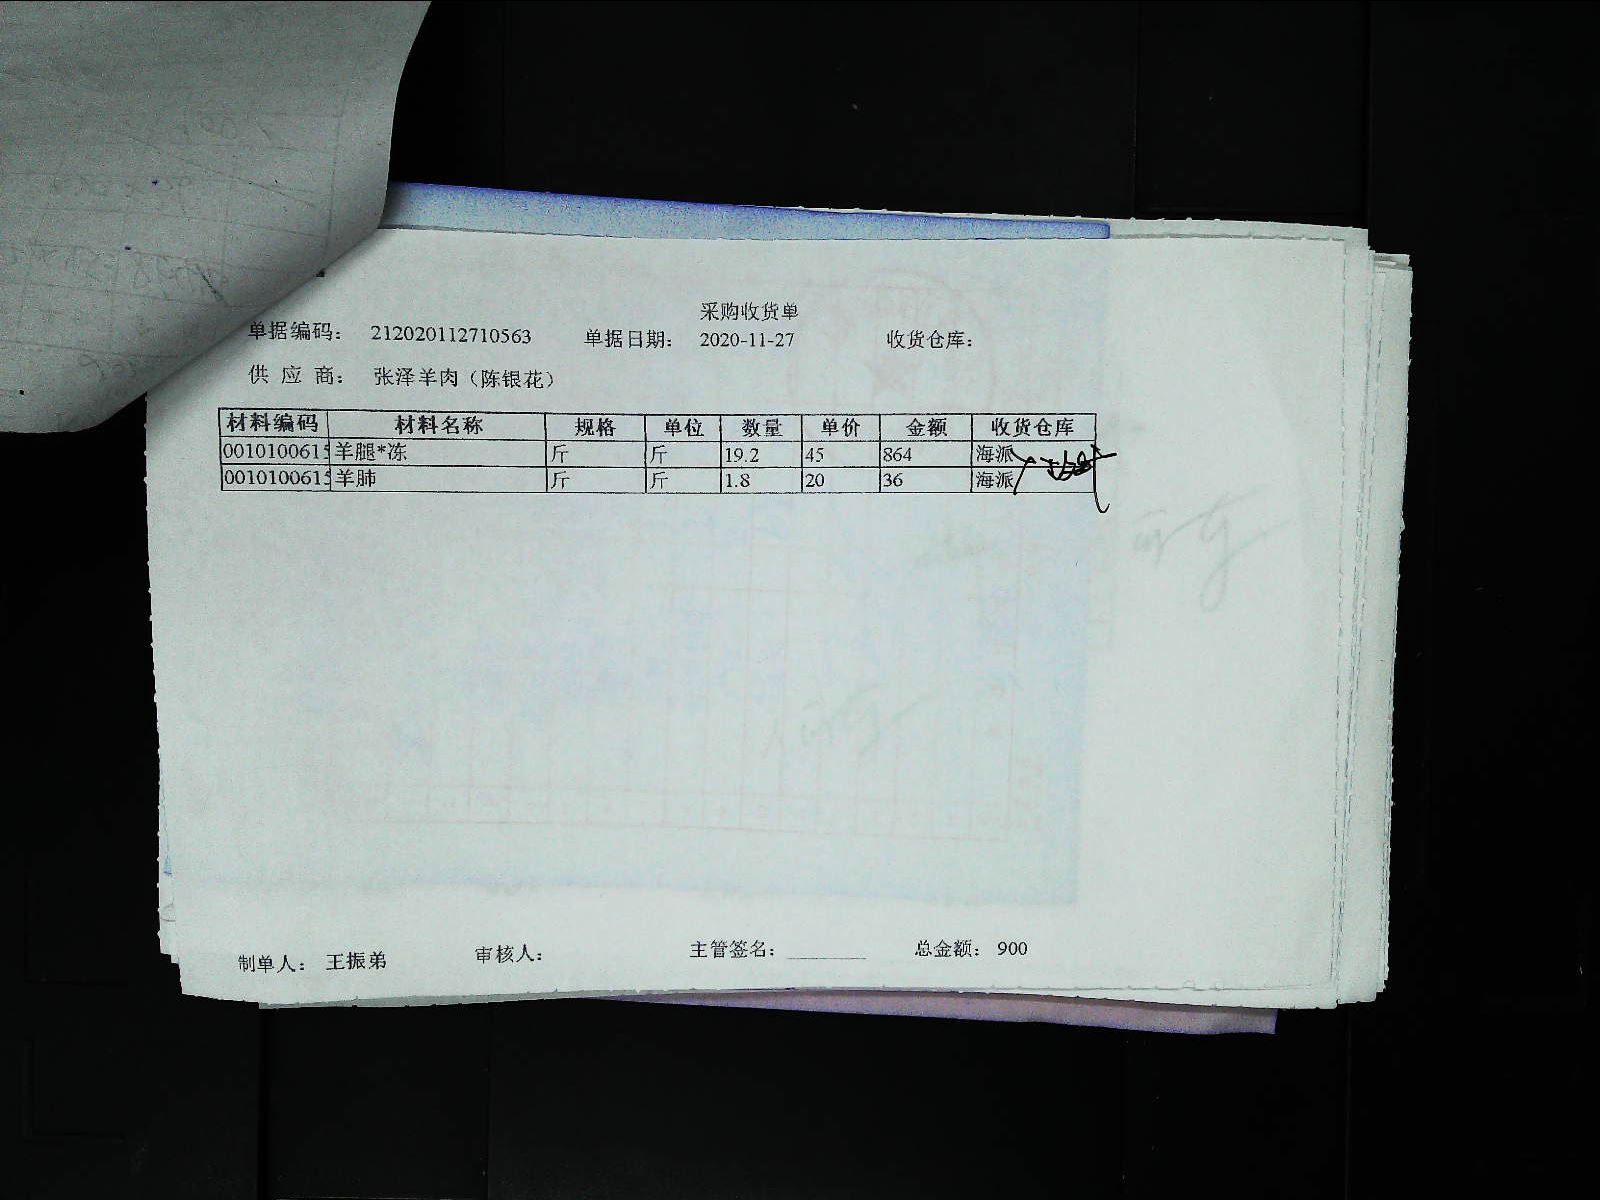 采购收货单
单据编码： 212020112710563 单据日期： 2020-11-27 收货仓库：
供 应 商： 张泽羊肉（陈银花）
材料编码 材料名称 规格 单位 数量 单价 金额 收货仓库
0010100615 羊腿*冻 斤 斤 19.2 45 864 海派
0010100615 羊肺 斤 斤 1.8 20 36 海派
制单人： 王振弟 审核人： 主管签名： 总金额： 900